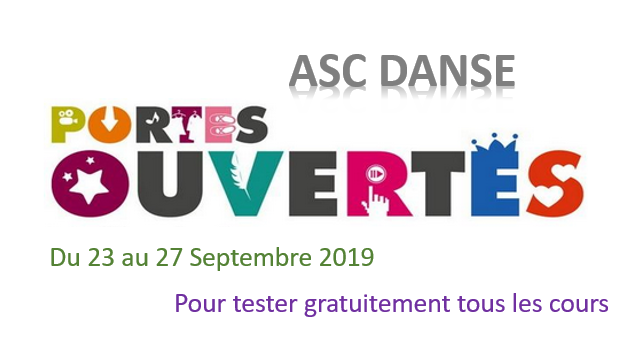 ASC DANSE
PORTES
OUVERTES
Du 23 au 27 Septembre 2019
Pour tester gratuitement tous les cours